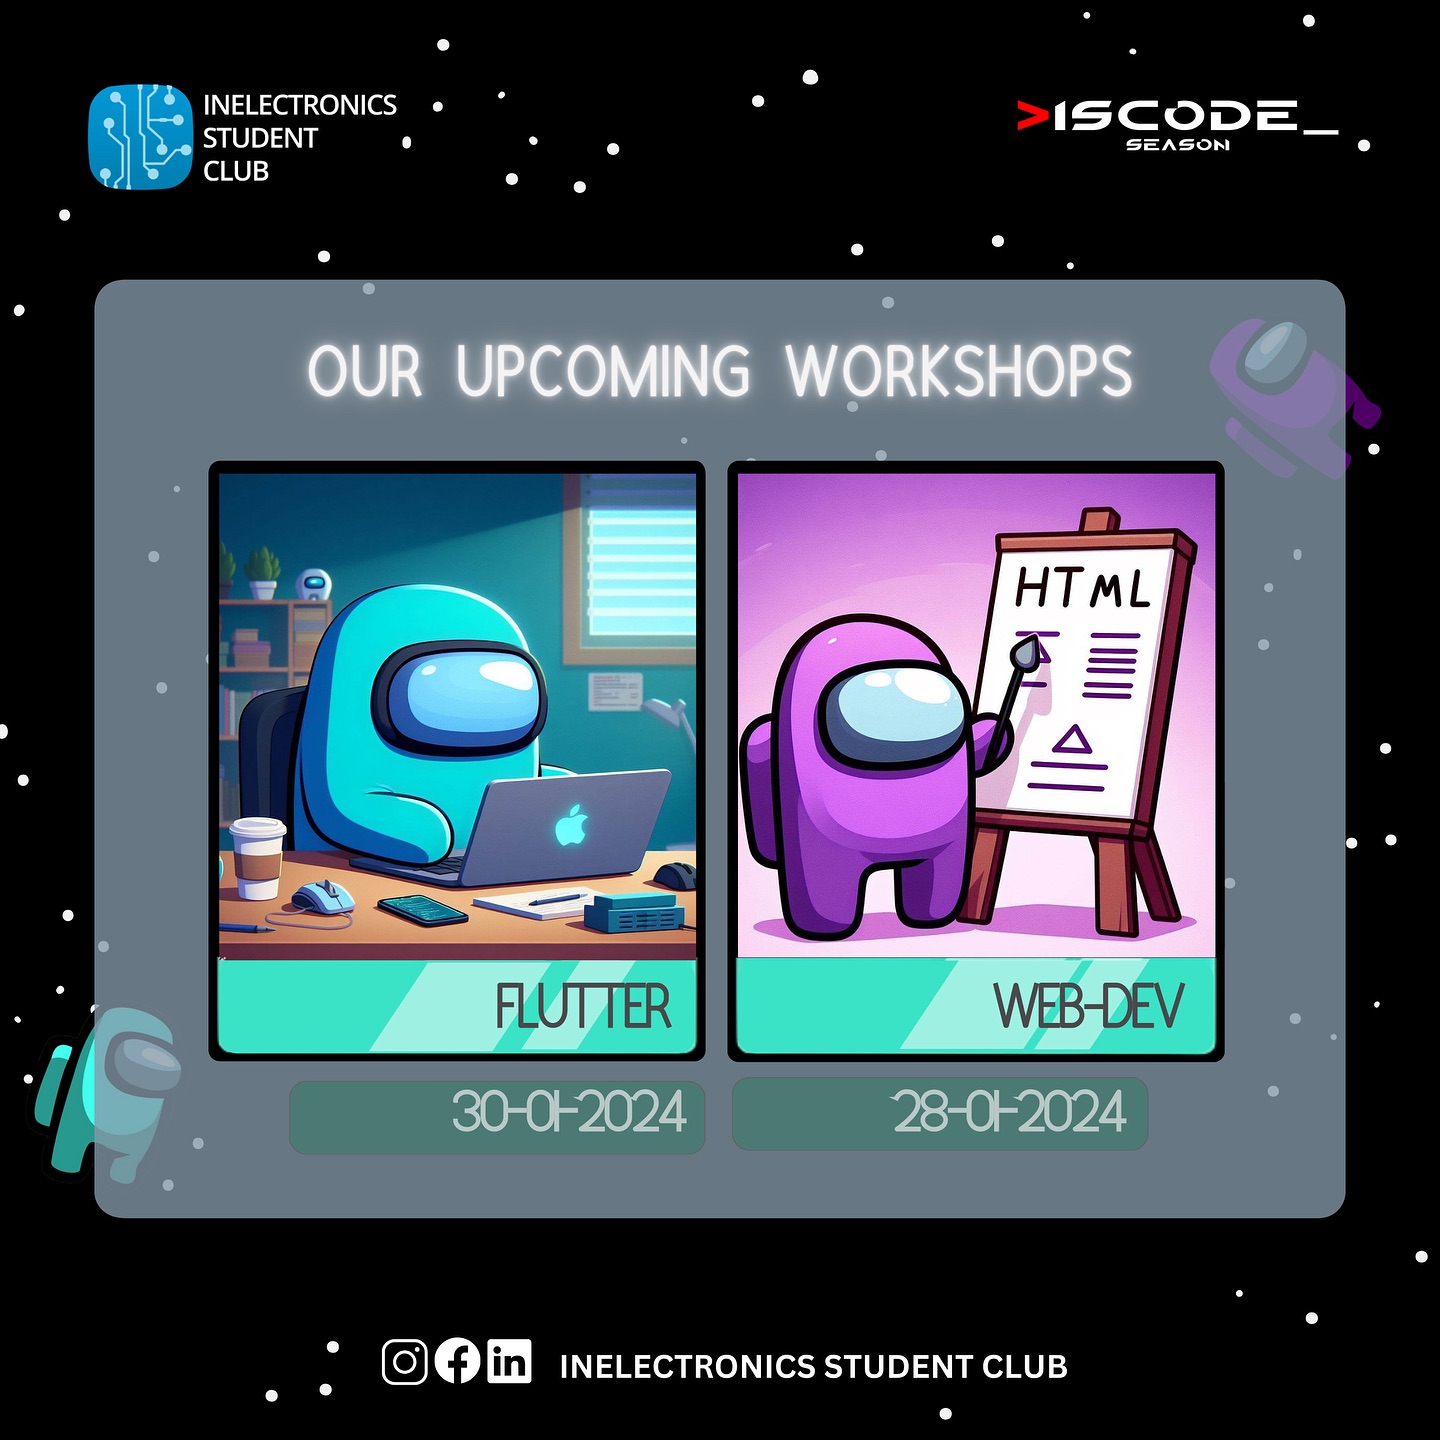 INELECTRONICS
STUDENT
CLUB
>ISCODE_
SEASON
OUR UPCOMING WORKSHOPS
HTML
FLUTTER
WEB-DEV
30-01-2024
28-01-2024
in
INELECTRONICS STUDENT CLUB